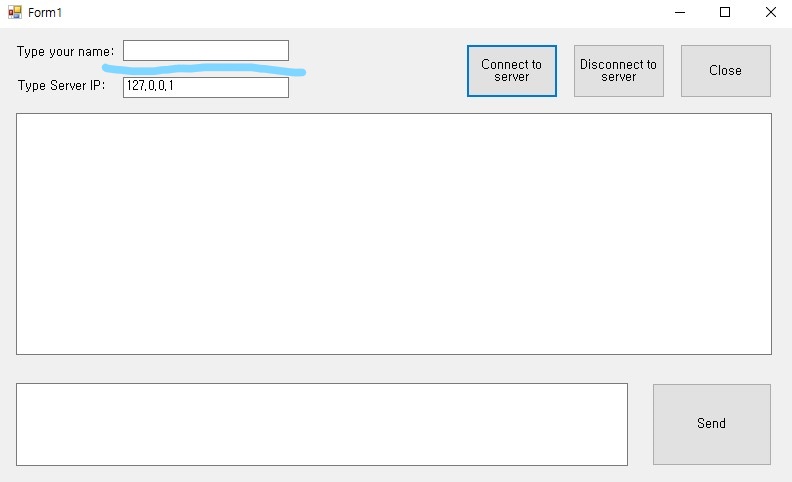 Form1
Type your name:
Connect to
server
Disconnect to
server
Close
Type Server IP:
127.0.0.1
Send